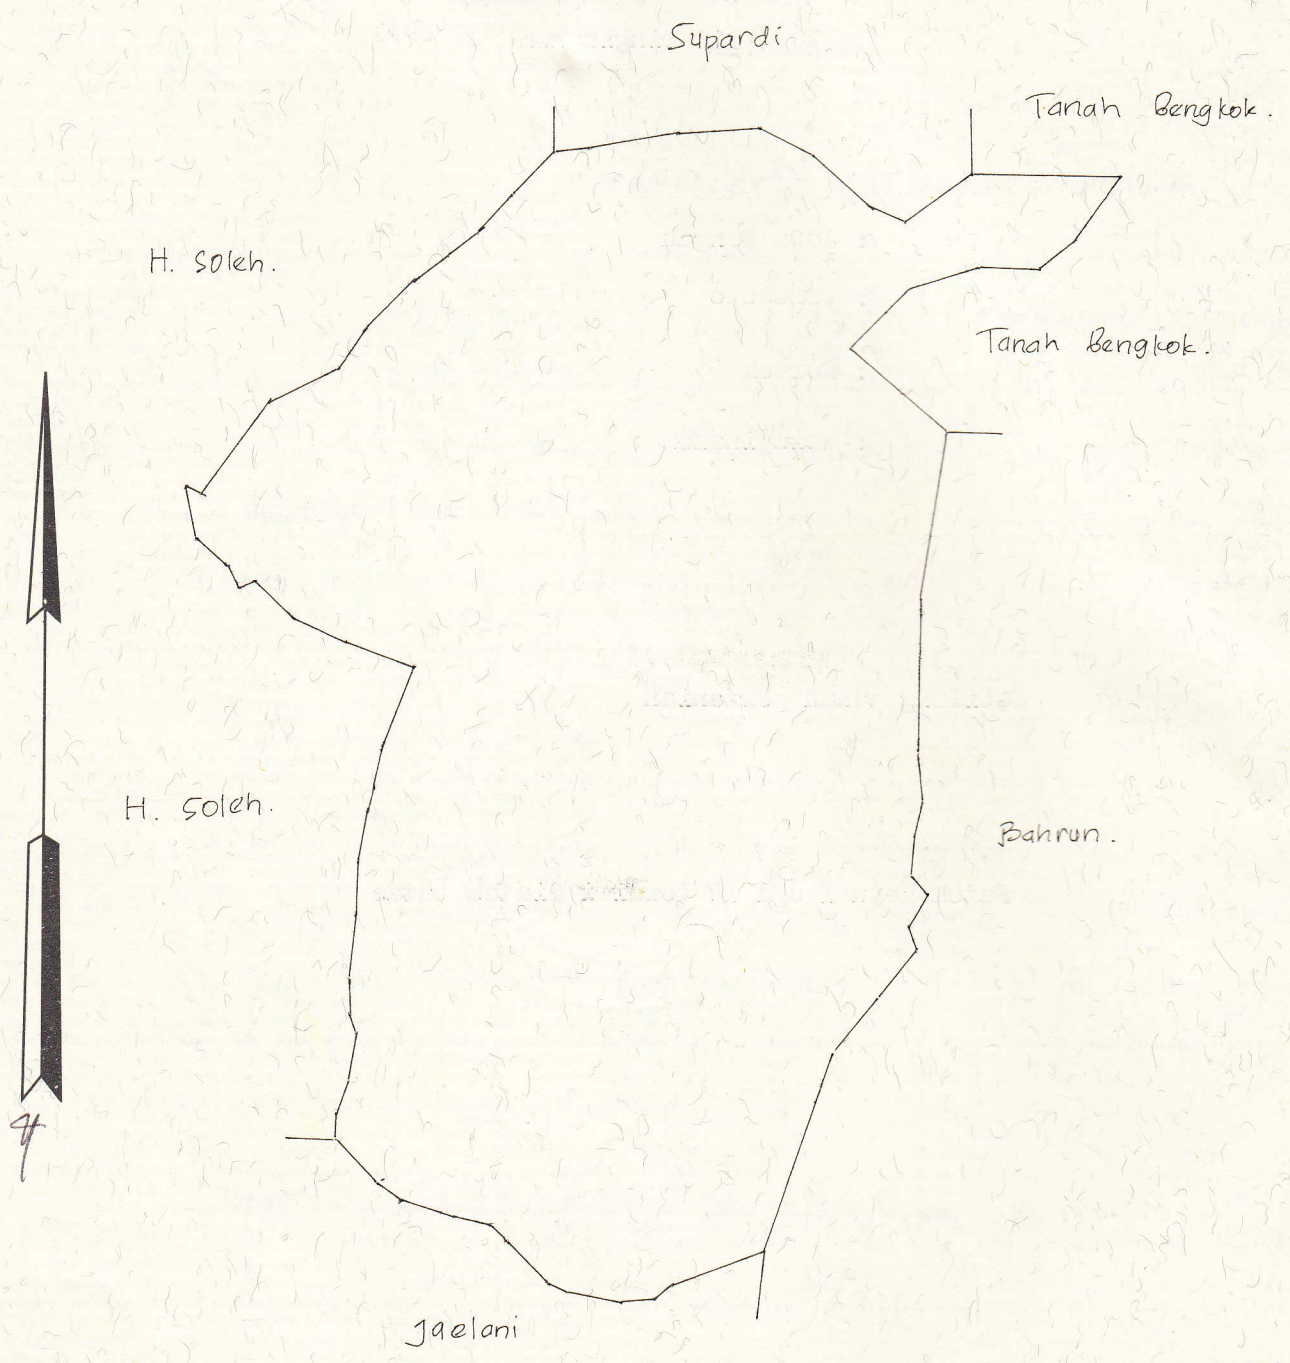 Supardi
Tanah Bengkok.
H. Soleh.
Tanah Bengkok.
H. Soleh.
Bahrun.
Jaelani